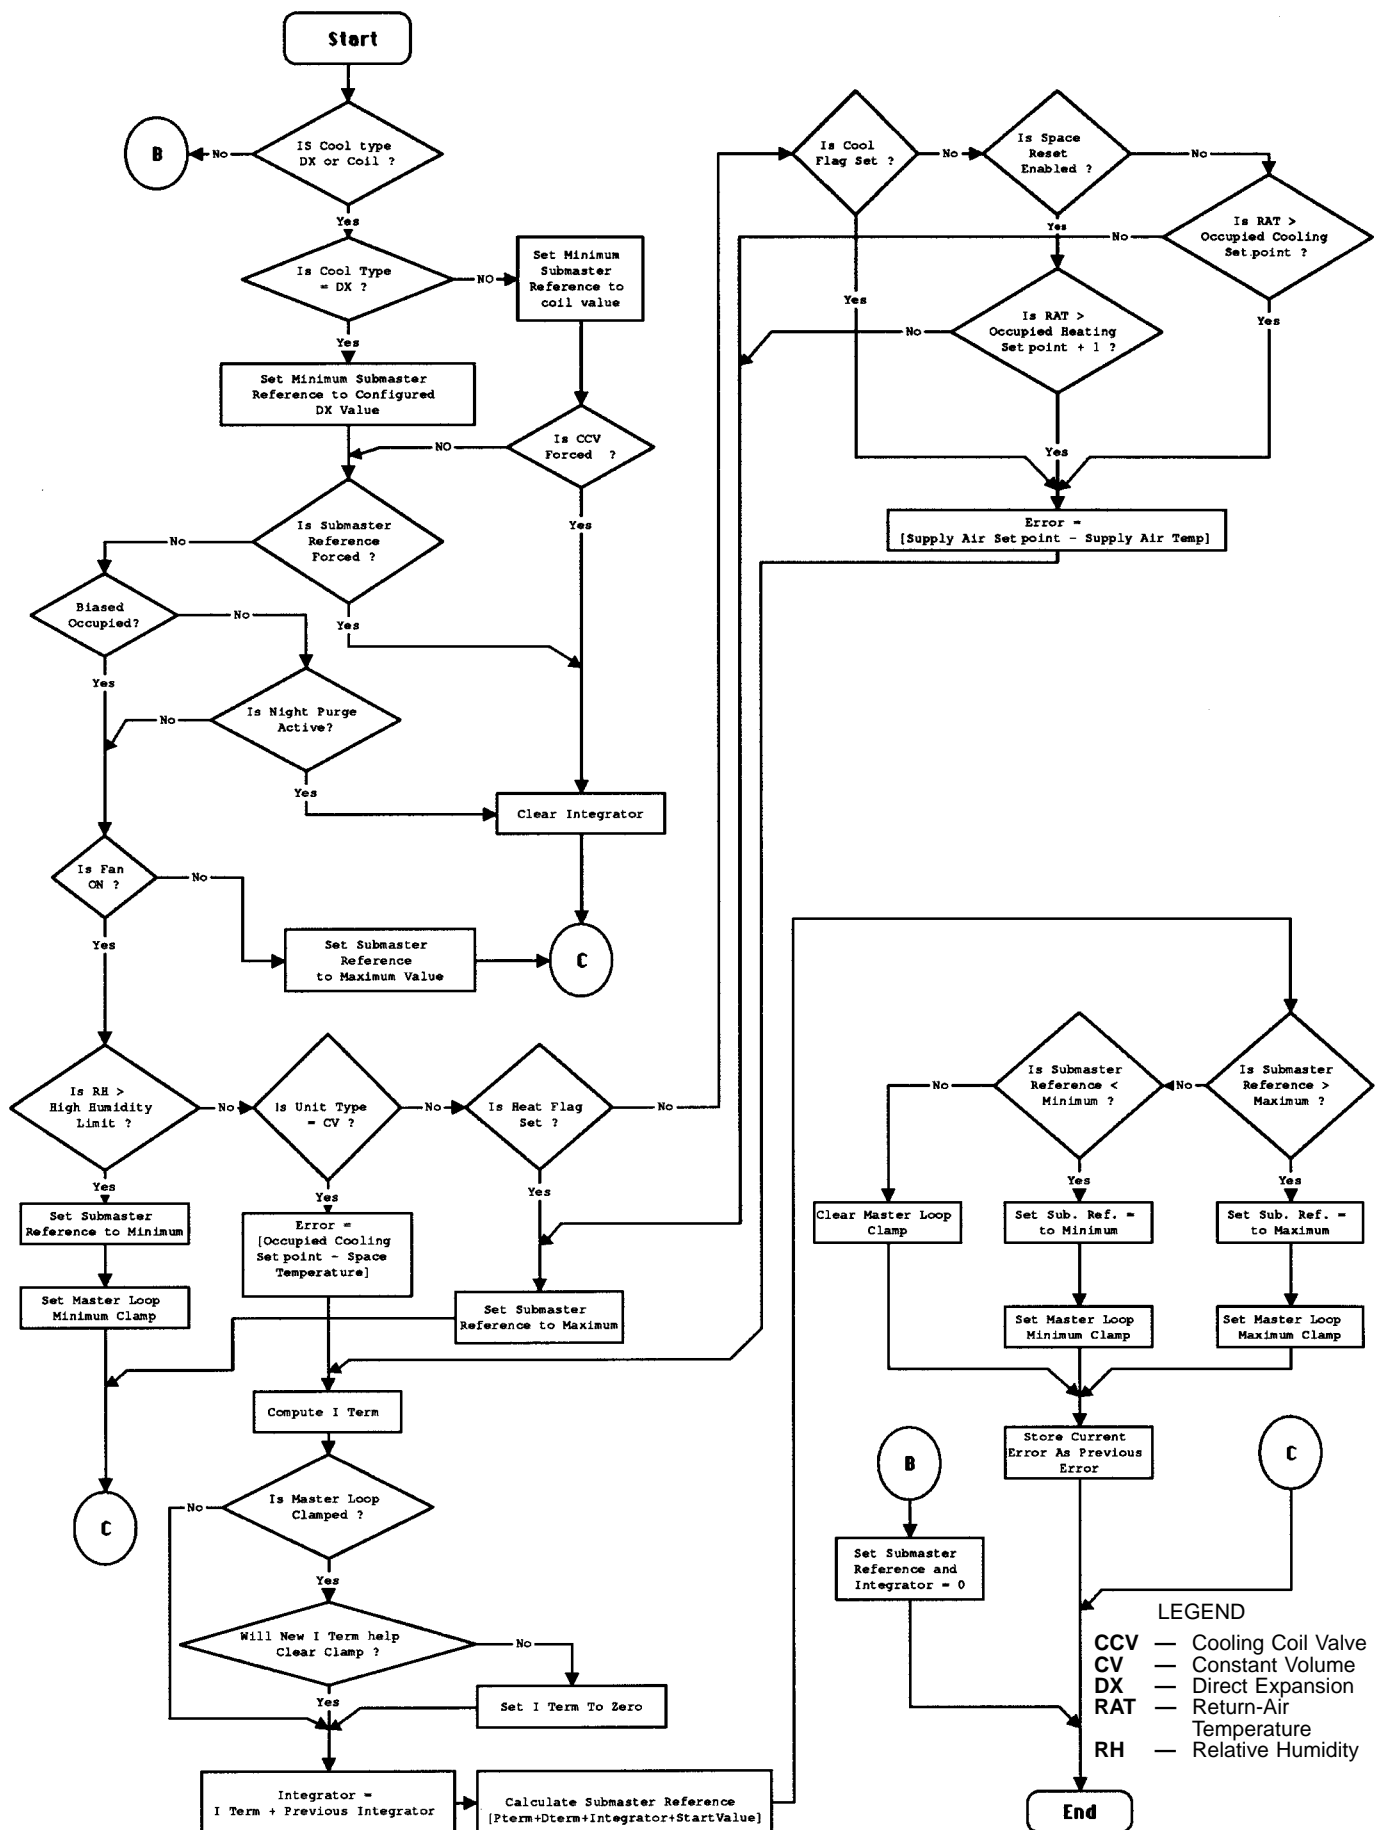 Start
IS Cool type
DX or Coil ?
No
B
Yes
Is Cool Type
= DX ?
NO
Set Minimum
Submaster
Reference to
coil value
Yes
Set Minimum Submaster
Reference to Configured
DX Value
Is CCV
Forced ?
NO
Yes
Is Submaster
Reference
Forced ?
No
Yes
Biased
Occupied?
No
Yes
Is Night Purge
Active?
No
Yes
Clear Integrator
Is Fan
ON ?
No
Yes
Set Submaster
Reference
to Maximum Value
C
Is RH >
High Humidity
Limit ?
No
Yes
Is Unit Type
= CV ?
No
Yes
Is Heat Flag
Set ?
No
Yes
Set Submaster
Reference to Minimum
Set Master Loop
Minimum Clamp
C
Error =
[Occupied Cooling
Setpoint - Space
Temperature]
Set Submaster
Reference to Maximum
Compute I Term
Is Master Loop
Clamped ?
No
Yes
Will New I Term help
Clear Clamp ?
No
Yes
Set I Term To Zero
Integrator =
I Term + Previous Integrator
Calculate Submaster Reference
[Pterm+Dterm+Integrator+StartValue]
Is Cool
Flag Set ?
No
Yes
Is Space
Reset
Enabled ?
No
Yes
Is RAT >
Occupied Cooling
Setpoint ?
No
Yes
Is RAT >
Occupied Heating
Setpoint + 1 ?
No
Yes
Error =
[Supply Air Setpoint - Supply Air Temp]
Is Submaster
Reference >
Maximum ?
No
Yes
Is Submaster
Reference <
Minimum ?
No
Yes
Clear Master Loop
Clamp
Set Sub. Ref. =
to Minimum
Set Sub. Ref. =
to Maximum
Set Master Loop
Minimum Clamp
Set Master Loop
Maximum Clamp
Store Current
Error As Previous
Error
B
C
Set Submaster
Reference and
Integrator = 0
End
LEGEND
CCV — Cooling Coil Valve
CV — Constant Volume
DX — Direct Expansion
RAT — Return-Air
Temperature
RH — Relative Humidity